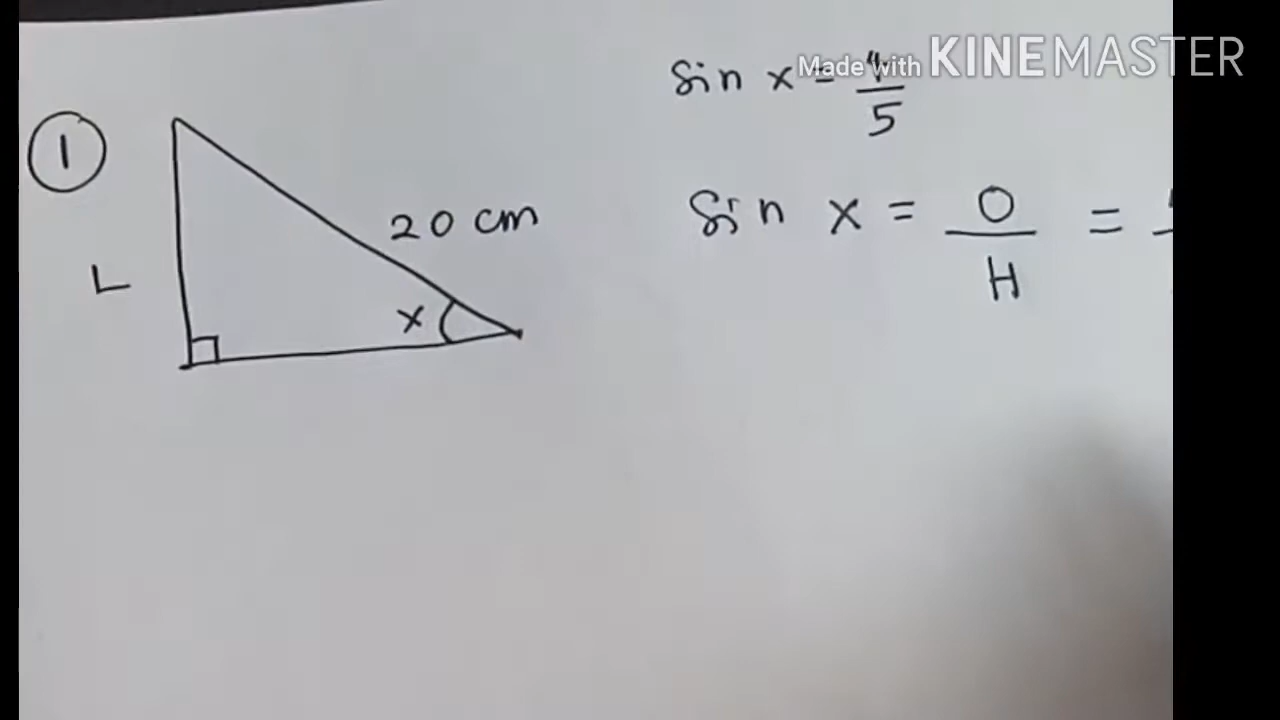 Made with KINEMASTER
sin x = 4/5
1
20 cm
sin x = O/H =
L
x